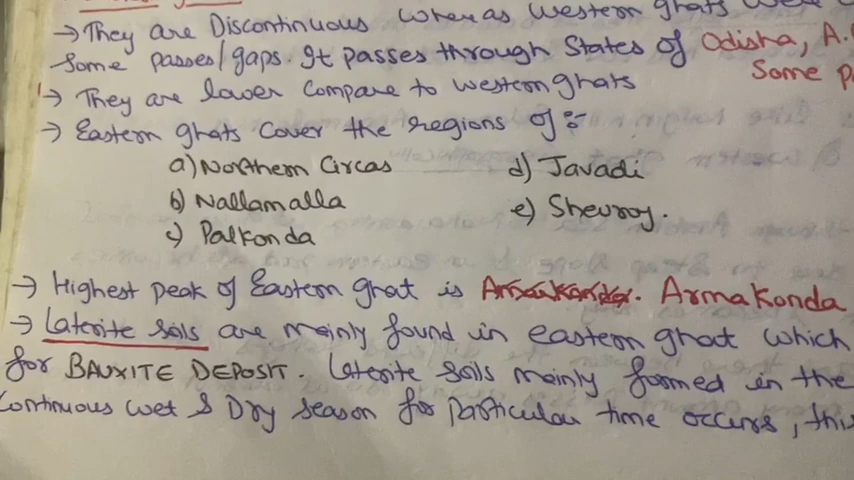 → They are Discontinuous whereas Western ghats were
Some passes/gaps. It passes through States of Odisha, A.
Some
→ They are lower compare to western ghats
→ Eastern ghats cover the regions of :-
a) Northern Circas
d) Javadi
b) Nallamalla
e) Shevroy.
c) Palkonda
→ Highest peak of Eastern ghat is Armakonda
→ Laterite soils are mainly found in eastern ghat which
for BAUXITE DEPOSIT. Laterite soils mainly formed in the
continuous wet & Dry season for particular time occurs, this